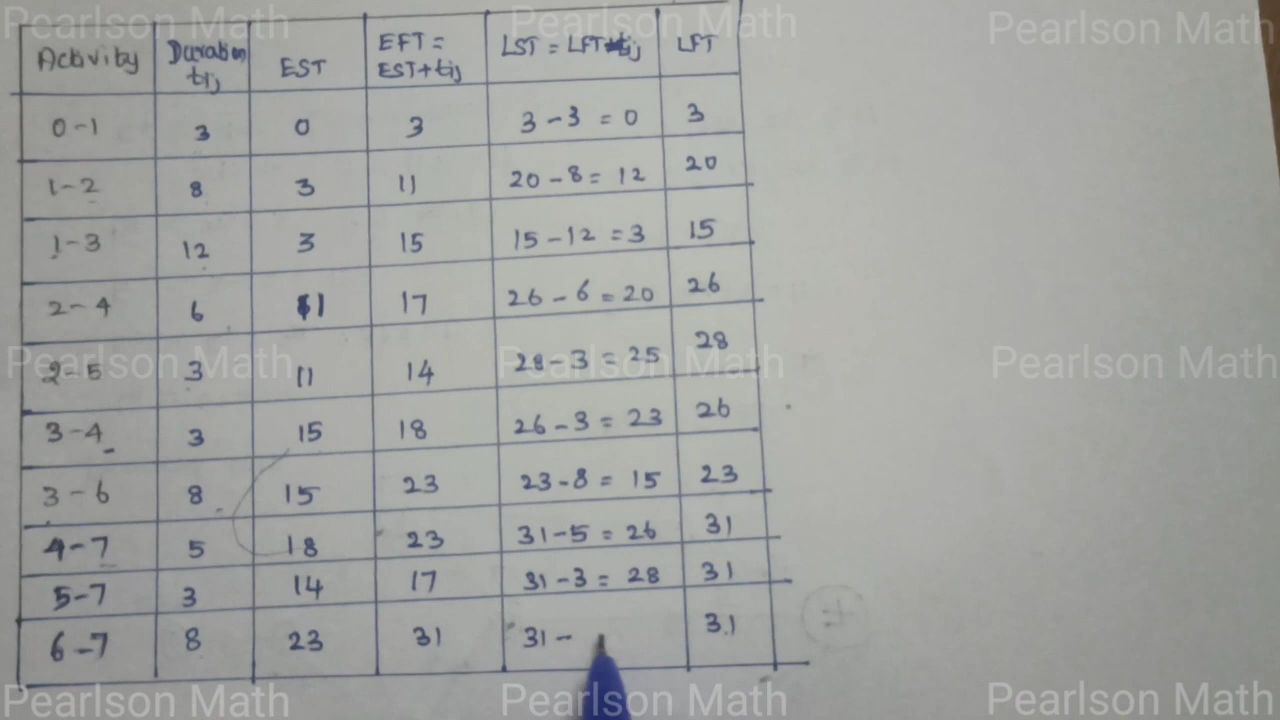 Pearlson Math Pearlson Math Pearlson Math
Activity Duration tij EST EFT = EST+tij LST = LFT-tij LFT
0-1 3 0 3 3-3 = 0 3
1-2 8 3 11 20-8 = 12 20
1-3 12 3 15 15-12 = 3 15
2-4 6 11 17 26-6 = 20 26
2-5 3 11 14 28-3 = 25 28
Pearlson Math Pearlson Math Pearlson Math
3-4 3 15 18 26-3 = 23 26
3-6 8 15 23 23-8 = 15 23
4-7 5 18 23 31-5 = 26 31
5-7 3 14 17 31-3 = 28 31
6-7 8 23 31 31- 31
Pearlson Math Pearlson Math Pearlson Math